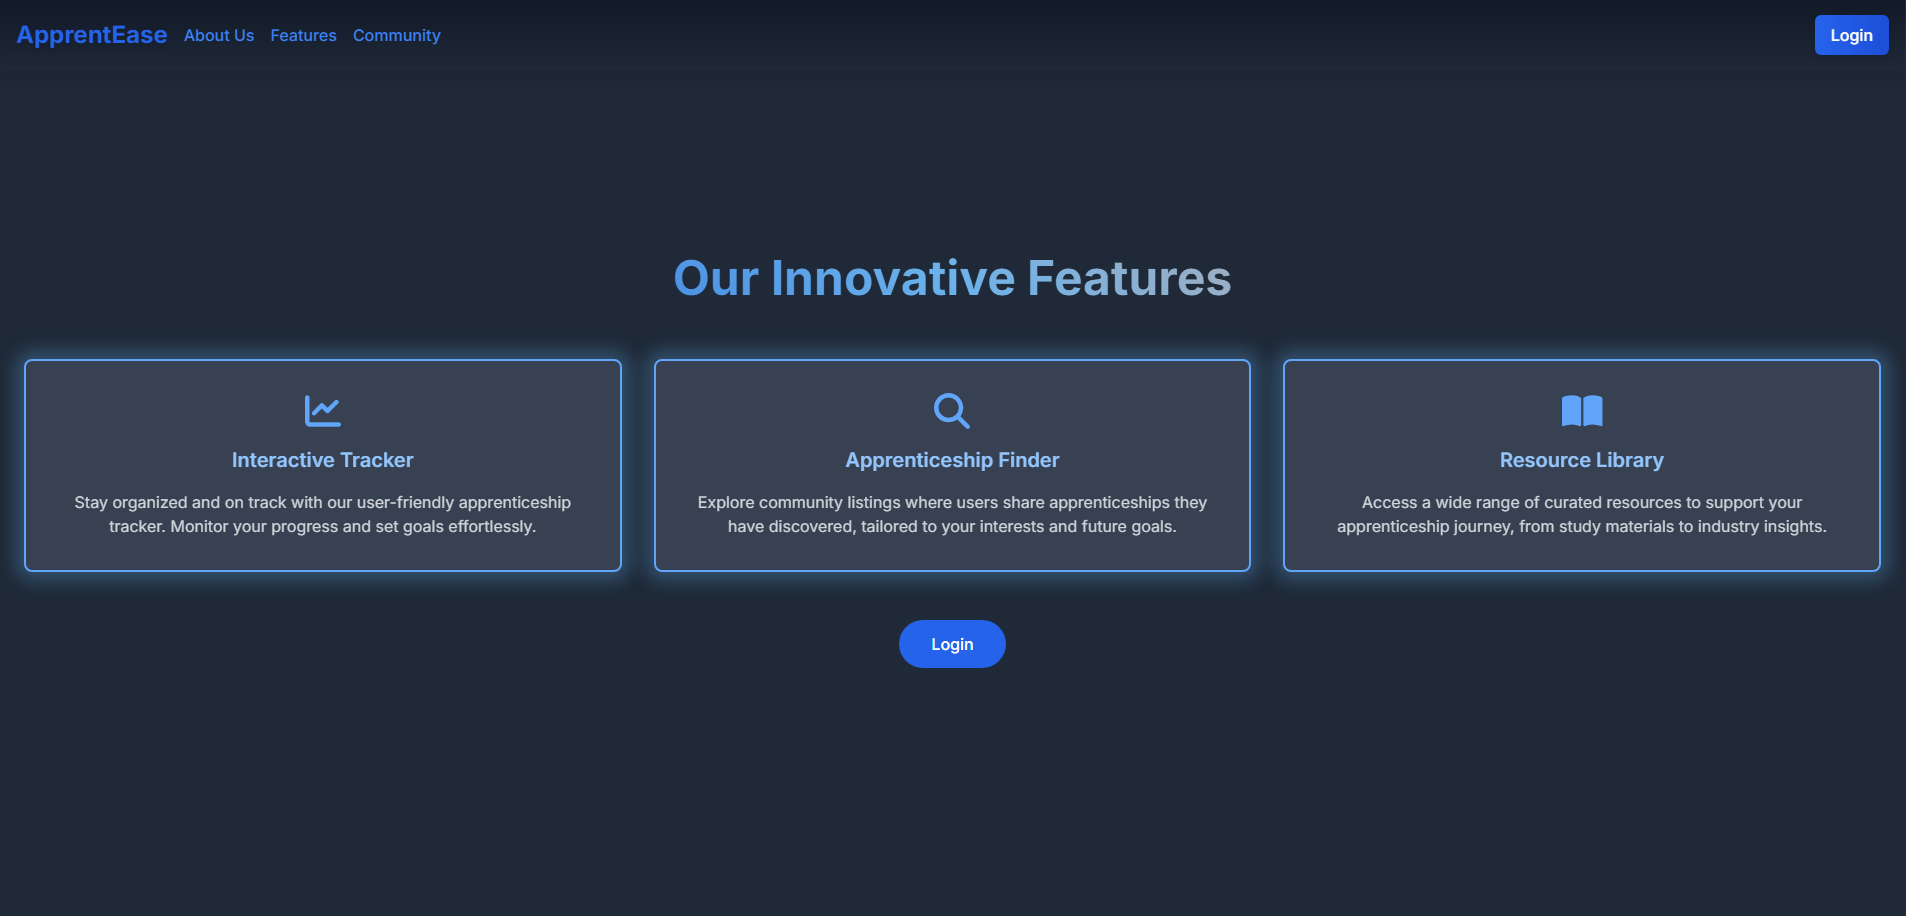 ApprentEase About Us Features Community Login
Our Innovative Features
Interactive Tracker
Stay organized and on track with our user-friendly apprenticeship
tracker. Monitor your progress and set goals effortlessly.
Apprenticeship Finder
Explore community listings where users share apprenticeships they
have discovered, tailored to your interests and future goals.
Resource Library
Access a wide range of curated resources to support your
apprenticeship journey, from study materials to industry insights.
Login